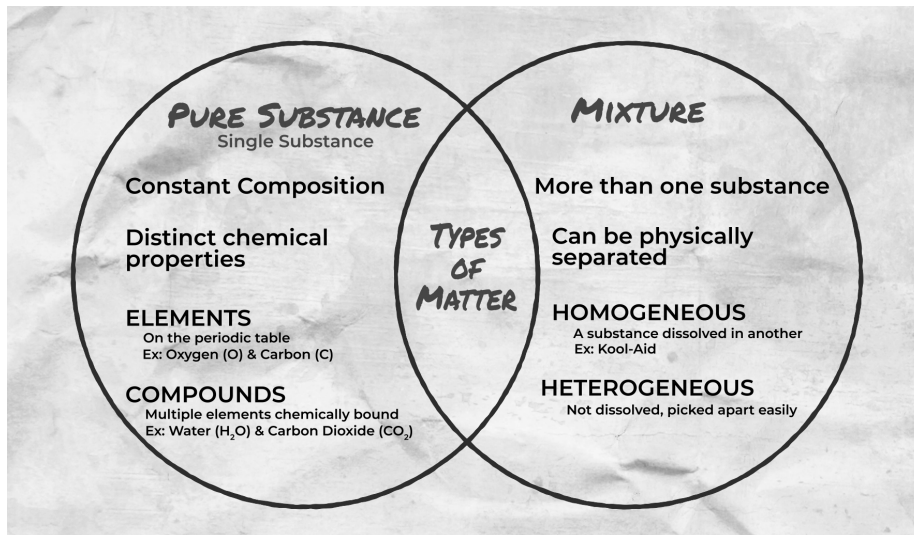 PURE SUBSTANCE
Single Substance
Constant Composition
Distinct chemical
properties
ELEMENTS
On the periodic table
Ex: Oxygen (O) & Carbon (C)
COMPOUNDS
Multiple elements chemically bound
Ex: Water (H₂O) & Carbon Dioxide (CO₂)
TYPES
OF
MATTER
MIXTURE
More than one substance
Can be physically
separated
HOMOGENEOUS
A substance dissolved in another
Ex: Kool-Aid
HETEROGENEOUS
Not dissolved, picked apart easily